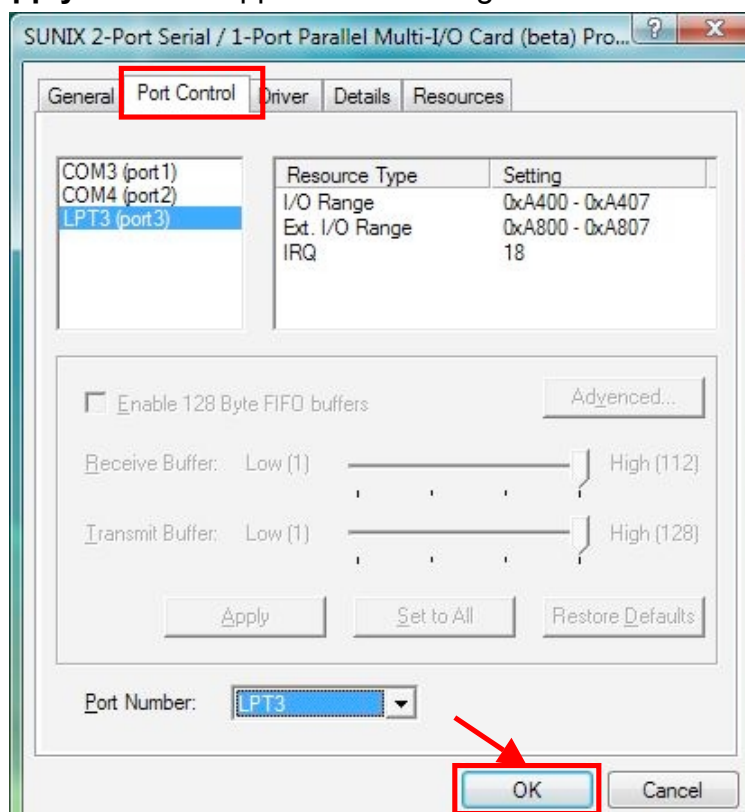 SUNIX 2-Port Serial / 1-Port Parallel Multi-I/O Card (beta) Pro...
General Port Control Driver Details Resources
COM3 (port1)
COM4 (port2)
LPT3 (port3)
Resource Type Setting
I/O Range 0xA400 - 0xA407
Ext. I/O Range 0xA800 - 0xA807
IRQ 18
Enable 128 Byte FIFO buffers Advenced...
Receive Buffer: Low (1) High (112)
Transmit Buffer: Low (1) High (128)
Apply Set to All Restore Defaults
Port Number: LPT3
OK Cancel